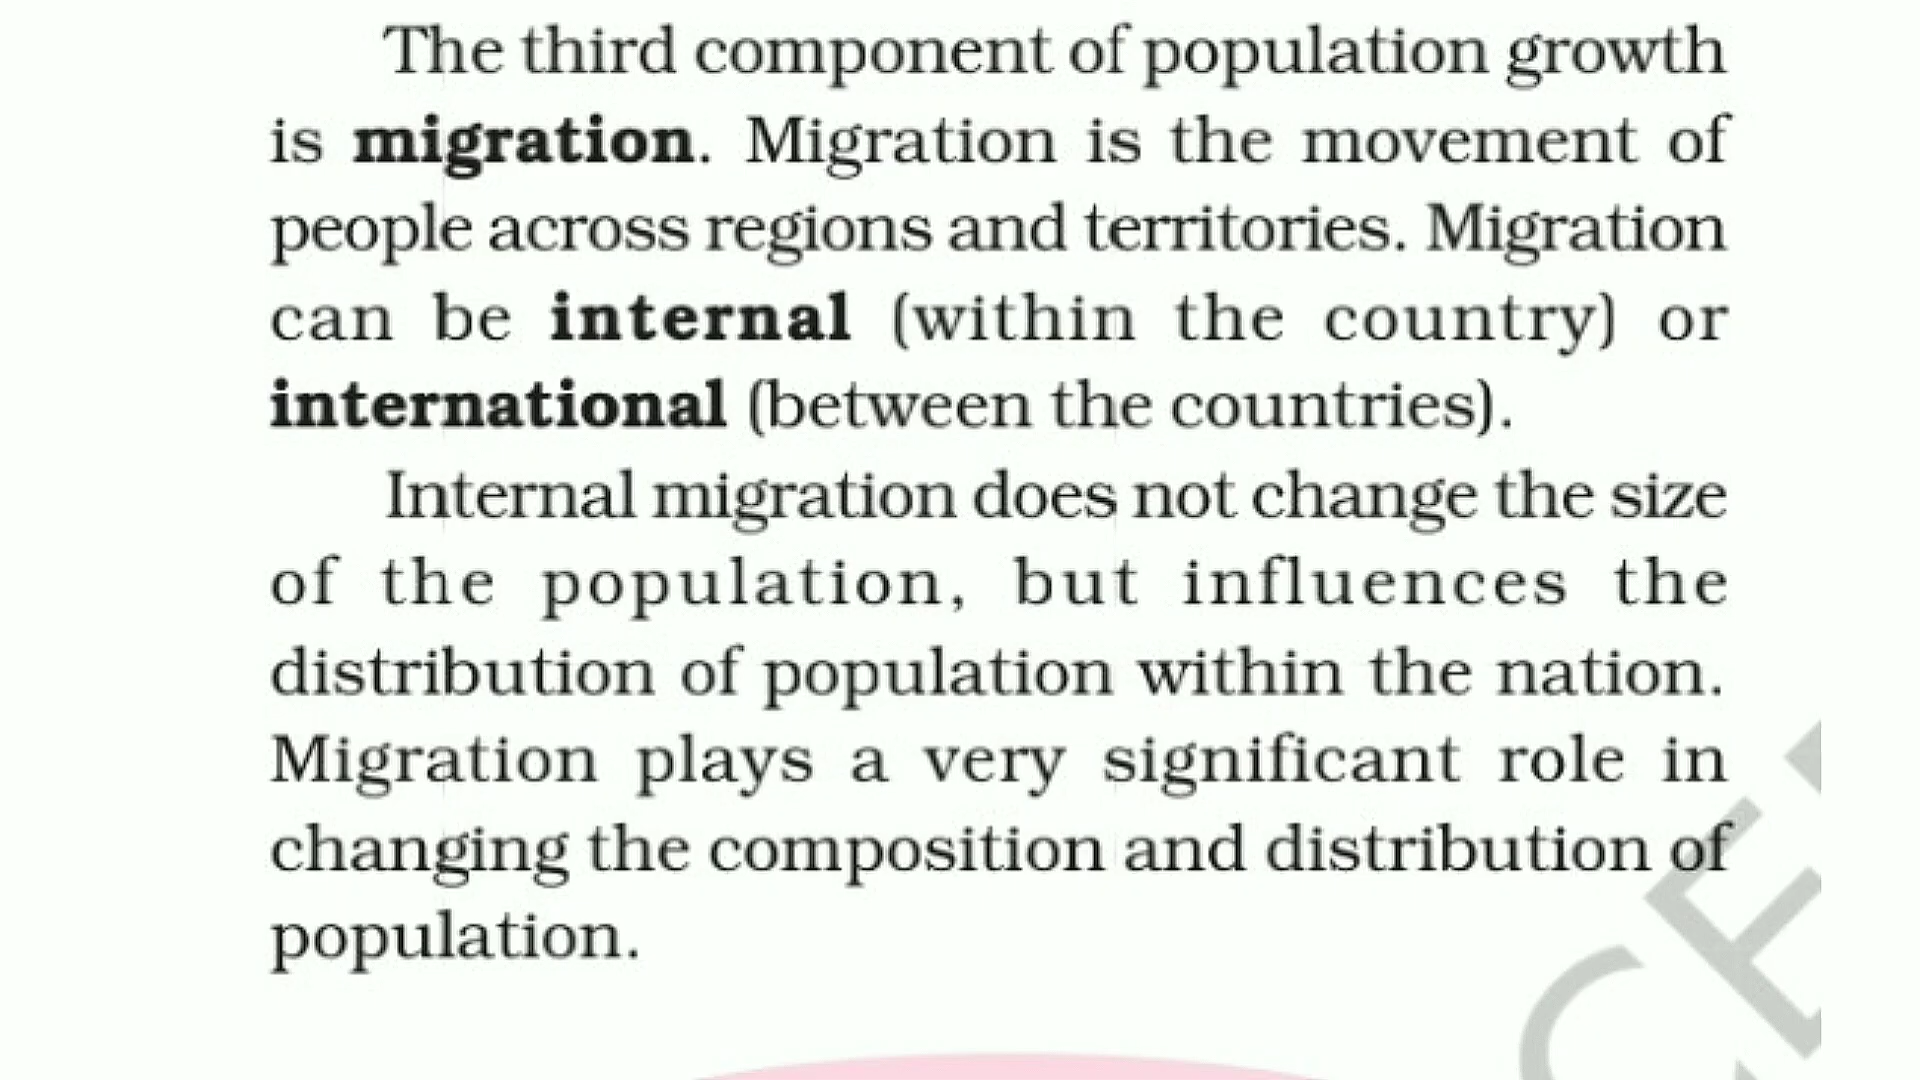 The third component of population growth
is migration. Migration is the movement of
people across regions and territories. Migration
can be internal (within the country) or
international (between the countries).
Internal migration does not change the size
of the population, but influences the
distribution of population within the nation.
Migration plays a very significant role in
changing the composition and distribution of
population.
CE